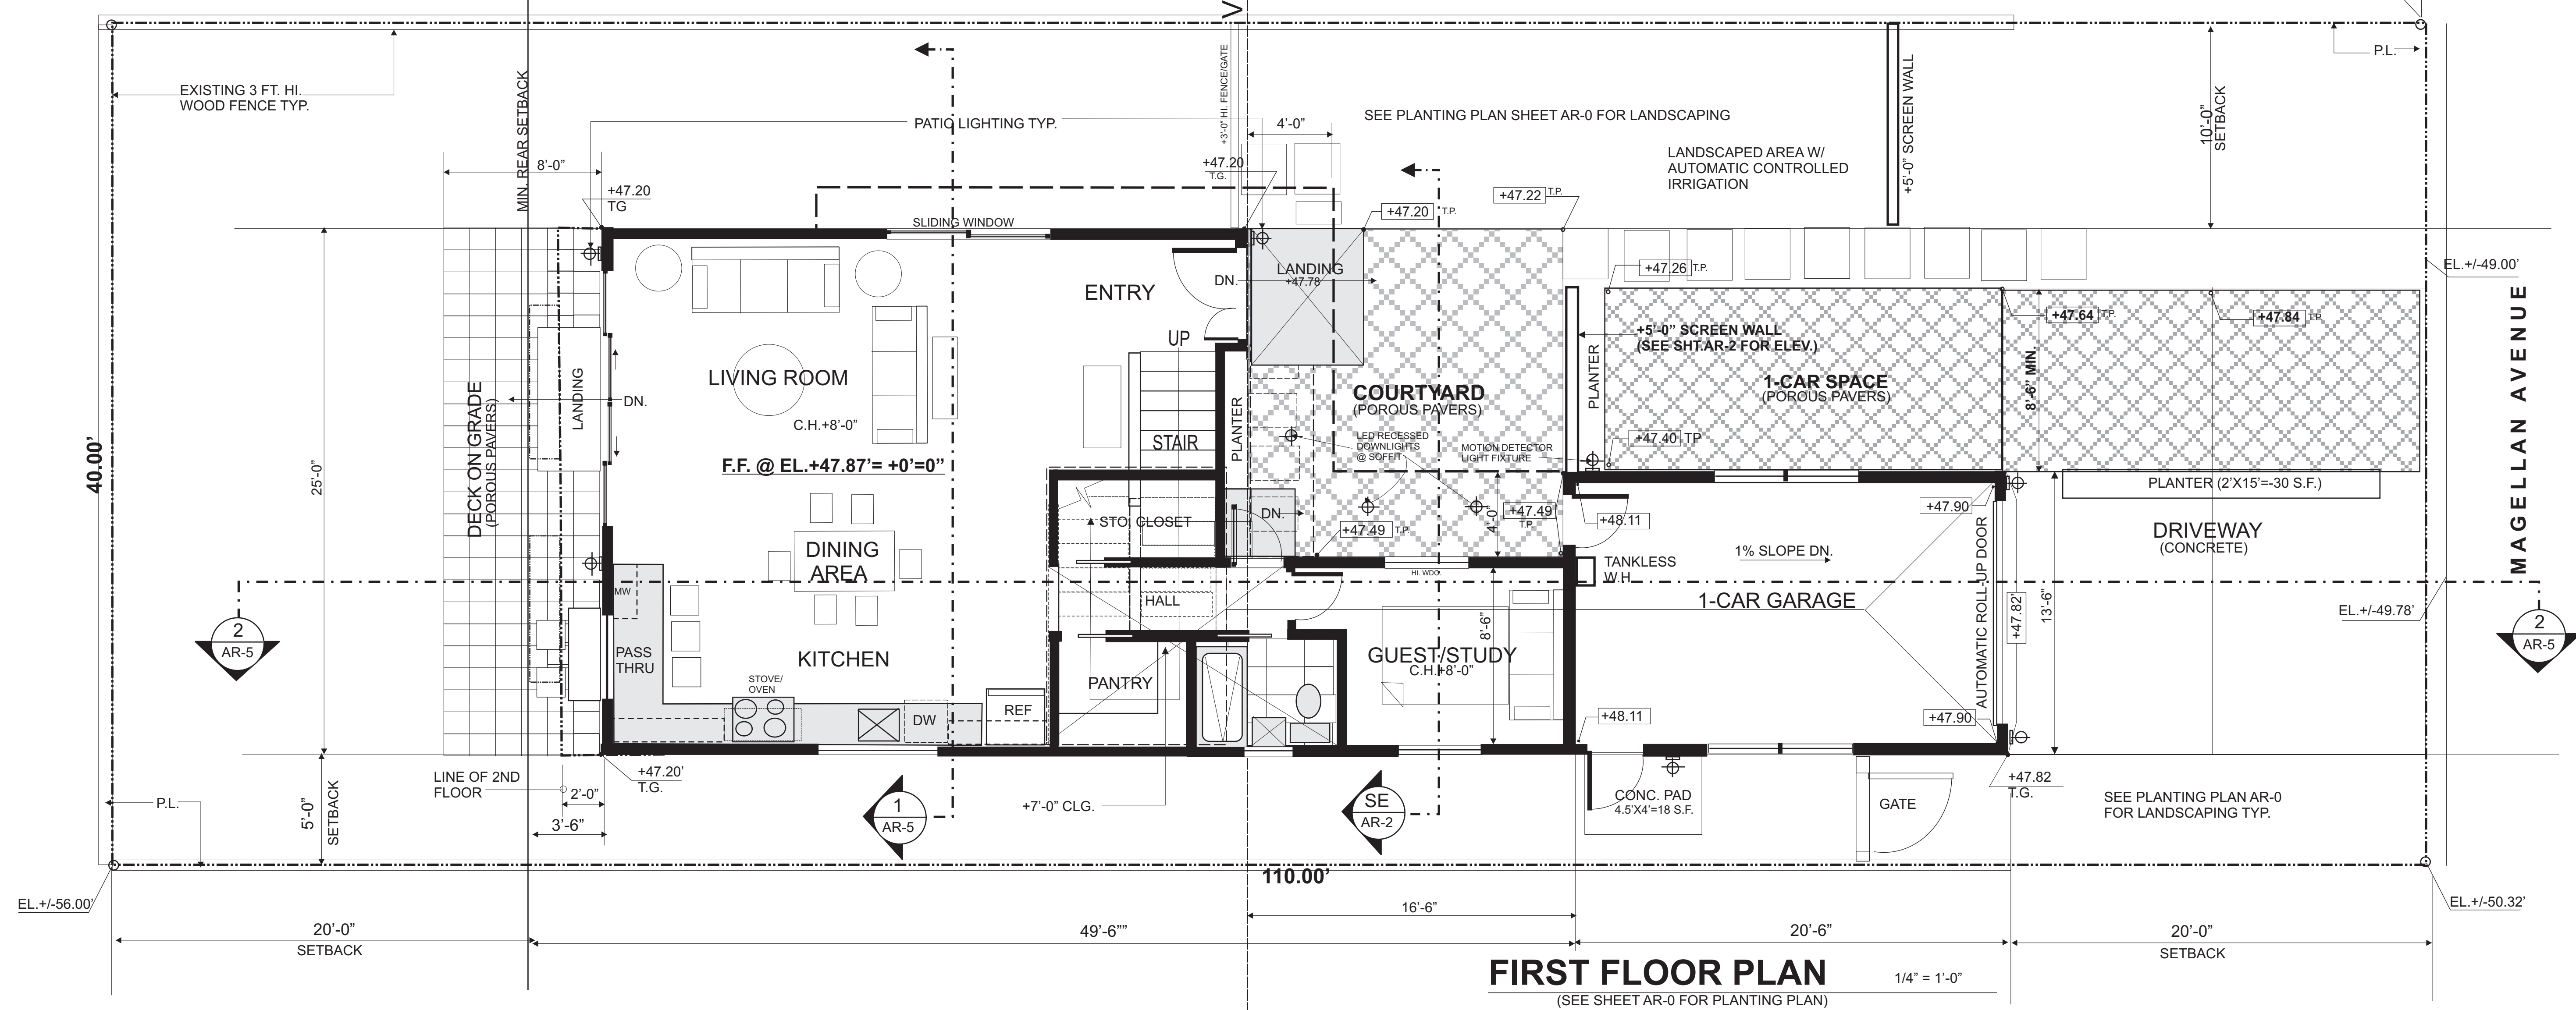 V
EXISTING 3 FT. HI.
WOOD FENCE TYP.
MIN. REAR SETBACK
+3'-0" HI. FENCE/GATE
PATIO LIGHTING TYP.
4'-0"
SEE PLANTING PLAN SHEET AR-0 FOR LANDSCAPING
LANDSCAPED AREA W/
AUTOMATIC CONTROLLED
IRRIGATION
+5'-0" SCREEN WALL
10'-0"
SETBACK
P.L.
8'-0"
+47.20
TG
+47.20
T.G.
+47.20 T.P.
+47.22 T.P.
SLIDING WINDOW
LANDING
+47.78
DN.
ENTRY
UP
+47.26 T.P.
EL.+/-49.00'
+47.64 T.P.
+47.84 T.P.
+5'-0" SCREEN WALL
(SEE SHT.AR-2 FOR ELEV.)
PLANTER
1-CAR SPACE
(POROUS PAVERS)
8'-6" MIN.
MAGELLAN AVENUE
LIVING ROOM
C.H.+8'-0"
LANDING
DN.
DECK ON GRADE
(POROUS PAVERS)
40.00'
25'-0"
F.F. @ EL.+47.87'= +0'=0"
STAIR
PLANTER
COURTYARD
(POROUS PAVERS)
LED RECESSED
DOWNLIGHTS
@ SOFFIT
MOTION DETECTOR
LIGHT FIXTURE
+47.40 TP
PLANTER (2'X15'=-30 S.F.)
DRIVEWAY
(CONCRETE)
STO. CLOSET
DN.
+47.49 T.P.
4'-0"
+47.49
T.P.
+48.11
+47.90
1% SLOPE DN.
AUTOMATIC ROLL-UP DOOR
TANKLESS
W.H.
DINING
AREA
MW
HALL
HI. WDO.
1-CAR GARAGE
+47.82'
13'-6"
EL.+/-49.78'
2
AR-5
2
AR-5
PASS
THRU
KITCHEN
STOVE/
OVEN
DW
REF
PANTRY
8'-6"
GUEST/STUDY
C.H.+8'-0"
+48.11
+47.90
LINE OF 2ND
FLOOR
+47.20'
T.G.
2'-0"
3'-6"
P.L.
5'-0"
SETBACK
1
AR-5
+7'-0" CLG.
SE
AR-2
CONC. PAD
4.5'X4'=18 S.F.
GATE
+47.82
T.G.
SEE PLANTING PLAN AR-0
FOR LANDSCAPING TYP.
110.00'
EL.+/-56.00'
EL.+/-50.32'
16'-6"
20'-0"
SETBACK
49'-6""
20'-6"
20'-0"
SETBACK
FIRST FLOOR PLAN
1/4" = 1'-0"
(SEE SHEET AR-0 FOR PLANTING PLAN)